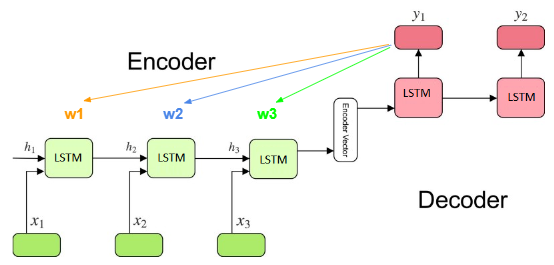 y₁
y₂
Encoder
w1
w2
w3
LSTM
LSTM
Encoder Vector
h₁
h₂
h₃
LSTM
LSTM
LSTM
Decoder
x₁
x₂
x₃